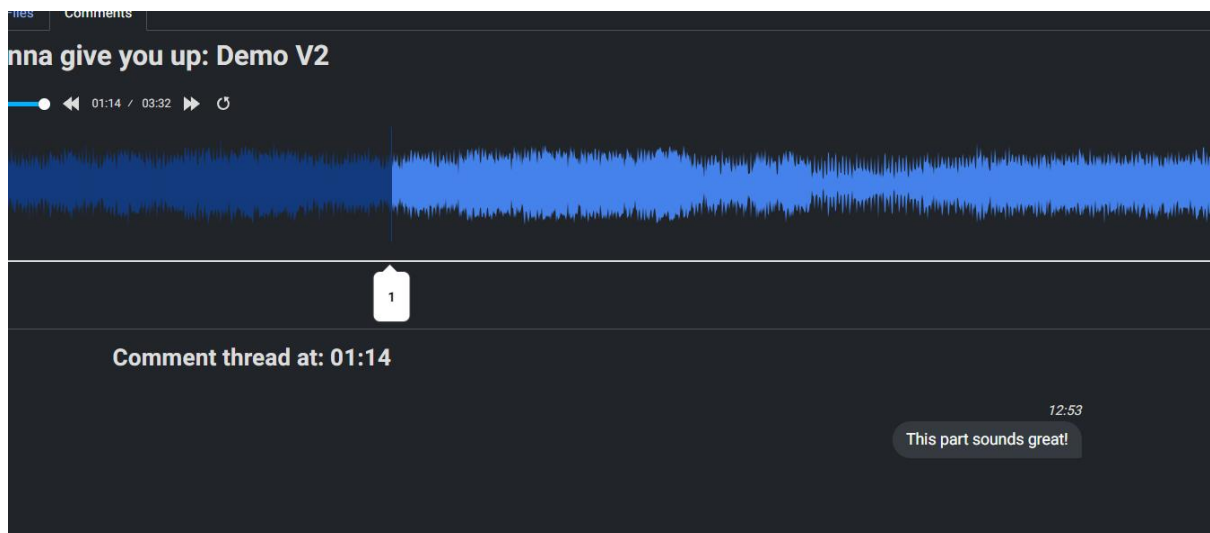 Files Comments
nna give you up: Demo V2
01:14 / 03:32
1
Comment thread at: 01:14
12:53
This part sounds great!